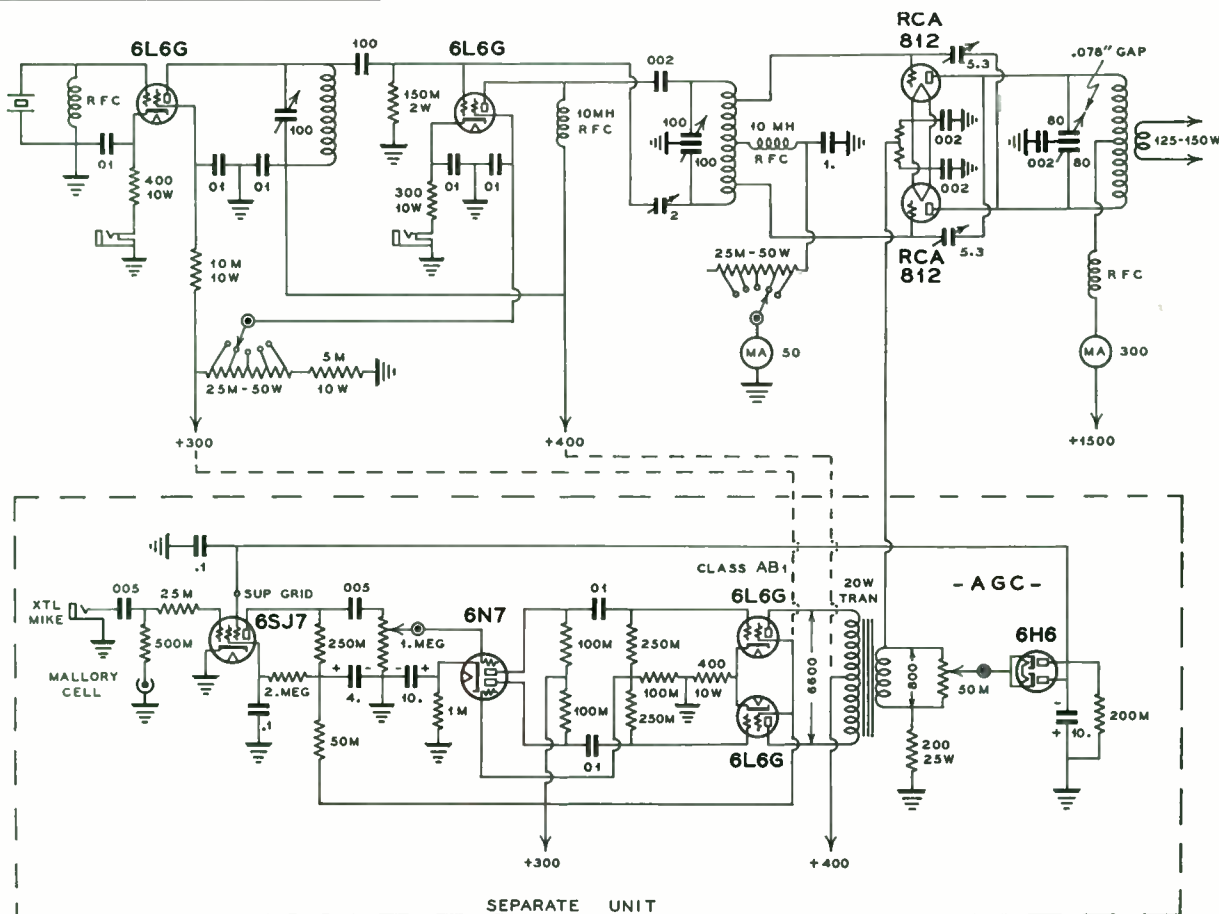 6L6G
RFC
01
400
10W
01
01
100
10M
10W
25M-50W
5M
10W
+300
100
150M
2W
6L6G
300
10W
01
01
10MH
RFC
+400
002
2
100
100
10 MH
RFC
1.
25M-50W
MA
50
RCA
812
5.3
002
002
RCA
812
5.3
.078" GAP
80
002
80
125-150W
RFC
MA
300
+1500
XTL
MIKE
005
25M
500M
MALLORY
CELL
.1
SUP GRID
6SJ7
.1
2.MEG
250M
50M
005
1.MEG
+
-
4.
-
+
10.
6N7
1M
01
100M
100M
01
250M
250M
100M
400
10W
+300
CLASS AB1
6L6G
6L6G
6600
20W
TRAN
+400
800
50M
200
25W
-AGC-
6H6
-
+
10.
200M
SEPARATE UNIT